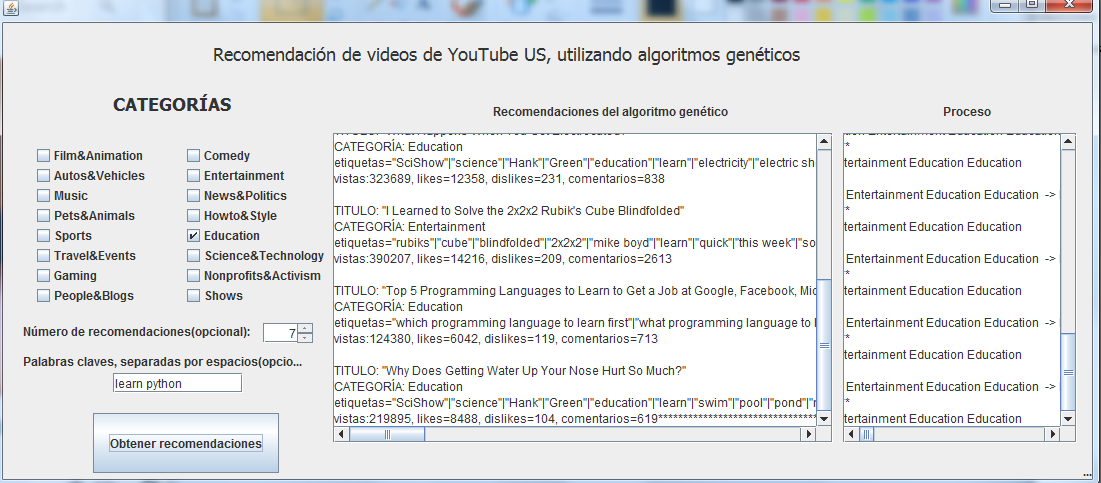 Recomendación de videos de YouTube US, utilizando algoritmos genéticos
CATEGORÍAS
Film&Animation
Comedy
Autos&Vehicles
Entertainment
Music
News&Politics
Pets&Animals
Howto&Style
Sports
Education
Travel&Events
Science&Technology
Gaming
Nonprofits&Activism
People&Blogs
Shows
Número de recomendaciones(opcional):
7
Palabras claves, separadas por espacios(opcio...
learn python
Obtener recomendaciones
Recomendaciones del algoritmo genético
CATEGORÍA: Education
etiquetas="SciShow"|"science"|"Hank"|"Green"|"education"|"learn"|"electricity"|"electric sh
vistas:323689, likes=12358, dislikes=231, comentarios=838
TITULO: "I Learned to Solve the 2x2x2 Rubik's Cube Blindfolded"
CATEGORÍA: Entertainment
etiquetas="rubiks"|"cube"|"blindfolded"|"2x2x2"|"mike boyd"|"learn"|"quick"|"this week"|"so
vistas:390207, likes=14216, dislikes=209, comentarios=2613
TITULO: "Top 5 Programming Languages to Learn to Get a Job at Google, Facebook, Mic
CATEGORÍA: Education
etiquetas="which programming language to learn first"|"what programming language to l
vistas:124380, likes=6042, dislikes=119, comentarios=713
TITULO: "Why Does Getting Water Up Your Nose Hurt So Much?"
CATEGORÍA: Education
etiquetas="SciShow"|"science"|"Hank"|"Green"|"education"|"learn"|"swim"|"pool"|"pond"|"r
vistas:219895, likes=8488, dislikes=104, comentarios=619**********************************
Proceso
*
tertainment Education Education
Entertainment Education Education -> 
*
tertainment Education Education
Entertainment Education Education -> 
*
tertainment Education Education
Entertainment Education Education -> 
*
tertainment Education Education
Entertainment Education Education -> 
*
tertainment Education Education